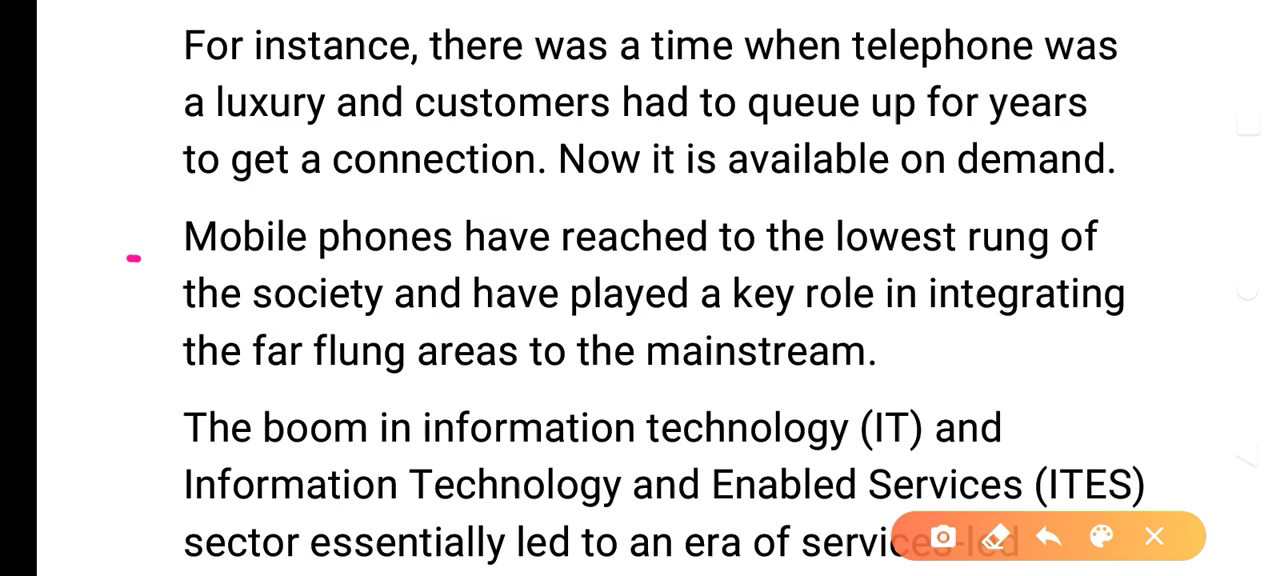 For instance, there was a time when telephone was
a luxury and customers had to queue up for years
to get a connection. Now it is available on demand.
Mobile phones have reached to the lowest rung of
the society and have played a key role in integrating
the far flung areas to the mainstream.
The boom in information technology (IT) and
Information Technology and Enabled Services (ITES)
sector essentially led to an era of services-led